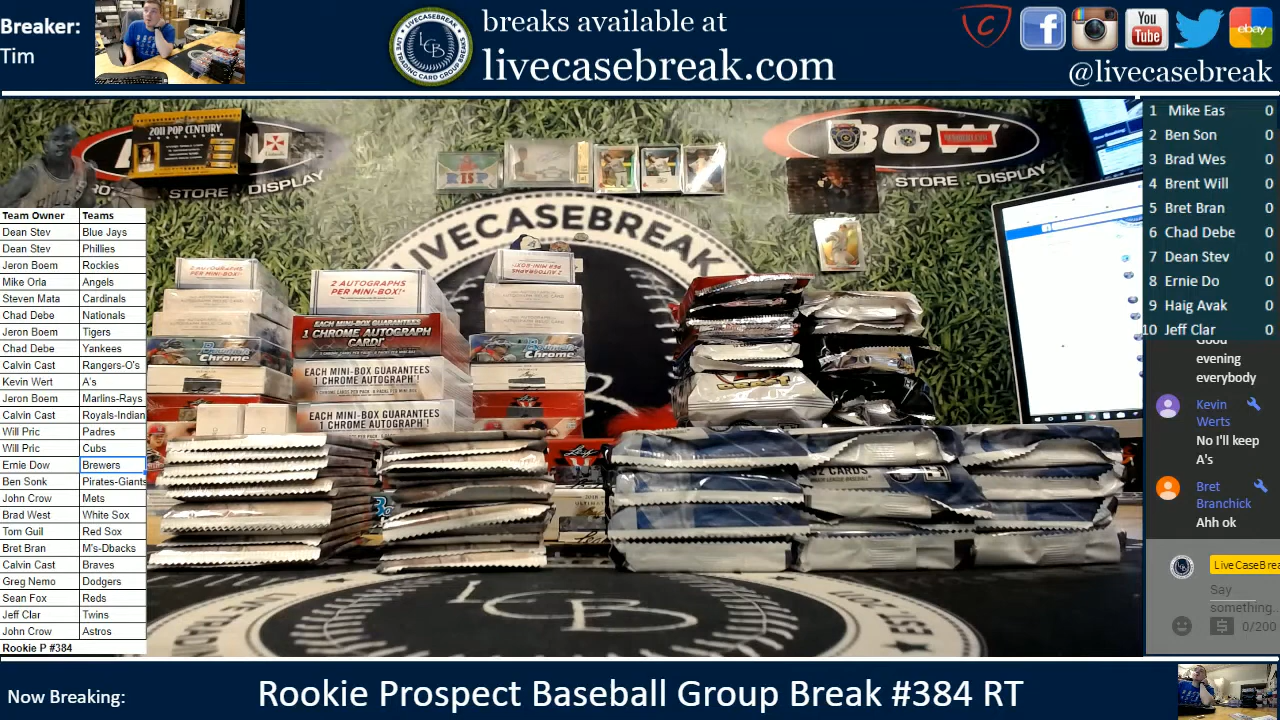 Breaker:
Tim
breaks available at
livecasebreak.com
@livecasebreak
You
Tube
ebay
LCB
2011 POP CENTURY
BCW
STORE · DISPLAY
STORE · DISPLAY
LIVECASEBREAK
2 AUTOGRAPHS
PER MINI-BOX!*
EACH MINI-BOX GUARANTEES
1 CHROME AUTOGRAPH
CARD!
EACH MINI-BOX GUARANTEES
1 CHROME AUTOGRAPH*!
EACH MINI-BOX GUARANTEES
1 CHROME AUTOGRAPH*!
Chrome
Chrome
LCB
Team Owner Teams
Dean Stev Blue Jays
Dean Stev Phillies
Jeron Boem Rockies
Mike Orla Angels
Steven Mata Cardinals
Chad Debe Nationals
Jeron Boem Tigers
Chad Debe Yankees
Calvin Cast Rangers-O's
Kevin Wert A's
Jeron Boem Marlins-Rays
Calvin Cast Royals-Indian
Will Pric Padres
Will Pric Cubs
Ernie Dow Brewers
Ben Sonk Pirates-Giants
John Crow Mets
Brad West White Sox
Tom Guil Red Sox
Bret Bran M's-Dbacks
Calvin Cast Braves
Greg Nemo Dodgers
Sean Fox Reds
Jeff Clar Twins
John Crow Astros
Rookie P #384
1 Mike Eas 0
2 Ben Son 0
3 Brad Wes 0
4 Brent Will 0
5 Bret Bran 0
6 Chad Debe 0
7 Dean Stev 0
8 Ernie Do 0
9 Haig Avak 0
10 Jeff Clar 0
Good
evening
everybody
Kevin
Werts
No I'll keep
A's
Bret
Branchick
Ahh ok
LiveCaseBrea
Say
something...
0/200
Now Breaking:
Rookie Prospect Baseball Group Break #384 RT